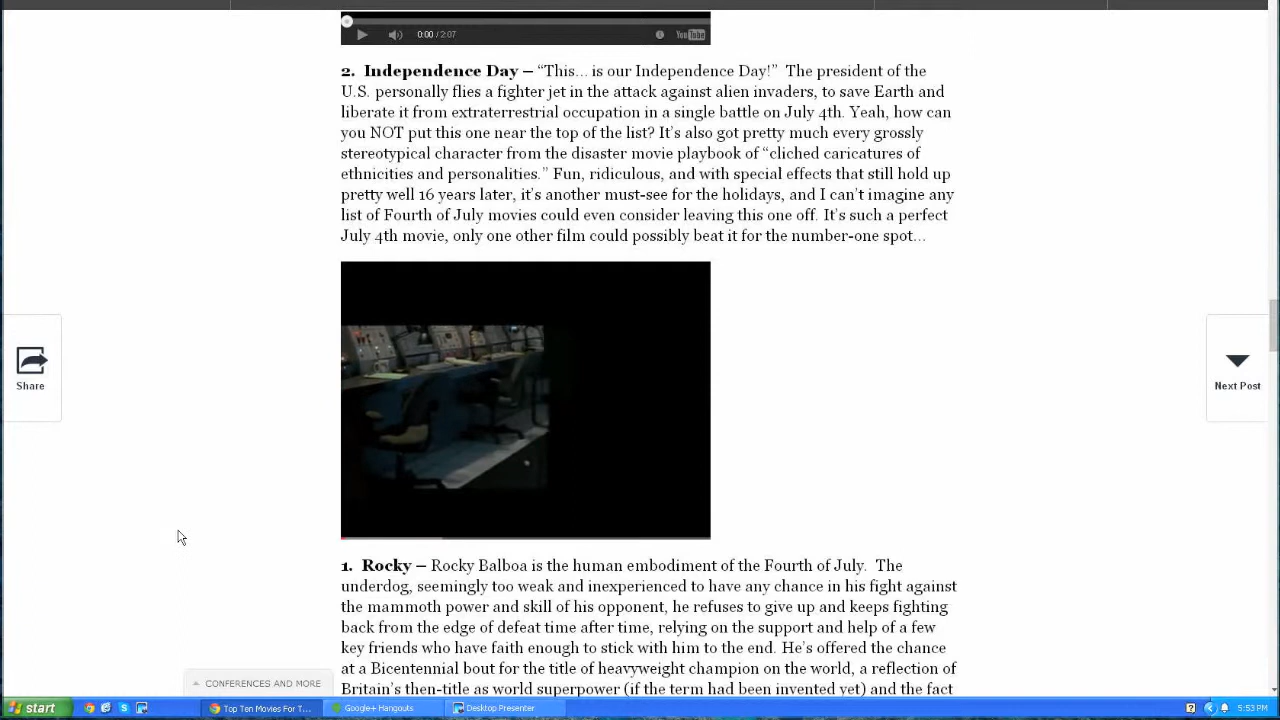 0:00 / 2:07
YouTube
2. Independence Day – “This... is our Independence Day!” The president of the
U.S. personally flies a fighter jet in the attack against alien invaders, to save Earth and
liberate it from extraterrestrial occupation in a single battle on July 4th. Yeah, how can
you NOT put this one near the top of the list? It’s also got pretty much every grossly
stereotypical character from the disaster movie playbook of “cliched caricatures of
ethnicities and personalities.” Fun, ridiculous, and with special effects that still hold up
pretty well 16 years later, it’s another must-see for the holidays, and I can’t imagine any
list of Fourth of July movies could even consider leaving this one off. It’s such a perfect
July 4th movie, only one other film could possibly beat it for the number-one spot...
Share
Next Post
1. Rocky – Rocky Balboa is the human embodiment of the Fourth of July. The
underdog, seemingly too weak and inexperienced to have any chance in his fight against
the mammoth power and skill of his opponent, he refuses to give up and keeps fighting
back from the edge of defeat time after time, relying on the support and help of a few
key friends who have faith enough to stick with him to the end. He’s offered the chance
at a Bicentennial bout for the title of heavyweight champion on the world, a reflection of
Britain’s then-title as world superpower (if the term had been invented yet) and the fact
CONFERENCES AND MORE
start
Top Ten Movies For T...
Google+ Hangouts
Desktop Presenter
5:53 PM